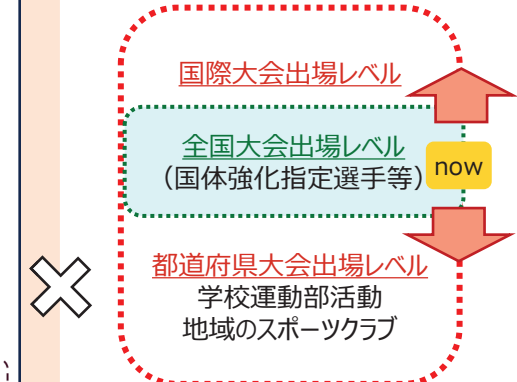 国際大会出場レベル
全国大会出場レベル
（国体強化指定選手等）
now
都道府県大会出場レベル
学校運動部活動
地域のスポーツクラブ